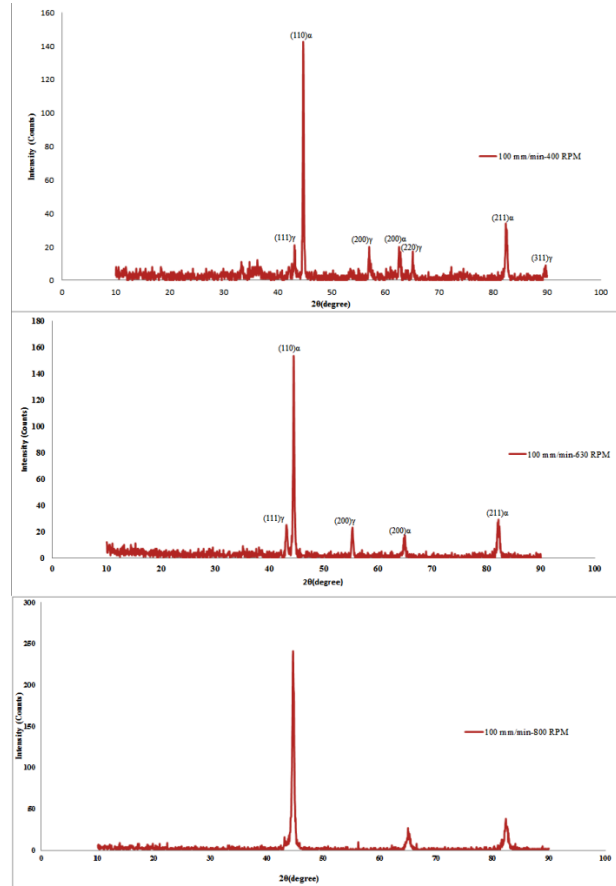 160
(110)α
140
120
100
Intensity (Counts)
80
100 mm/min-400 RPM
60
40
(211)α
(111)γ
(200)γ
(200)α
(220)γ
20
(311)γ
0
0 10 20 30 40 50 60 70 80 90 100
2θ(degree)
180
160
(110)α
140
120
Intensity (Counts)
100
80
100 mm/min-630 RPM
60
40
(111)γ
(200)γ
(200)α
(211)α
20
0
0 10 20 30 40 50 60 70 80 90 100
2θ(degree)
300
250
200
Intensity (Counts)
150
100 mm/min-800 RPM
100
50
0
0 10 20 30 40 50 60 70 80 90 100
2θ(degree)